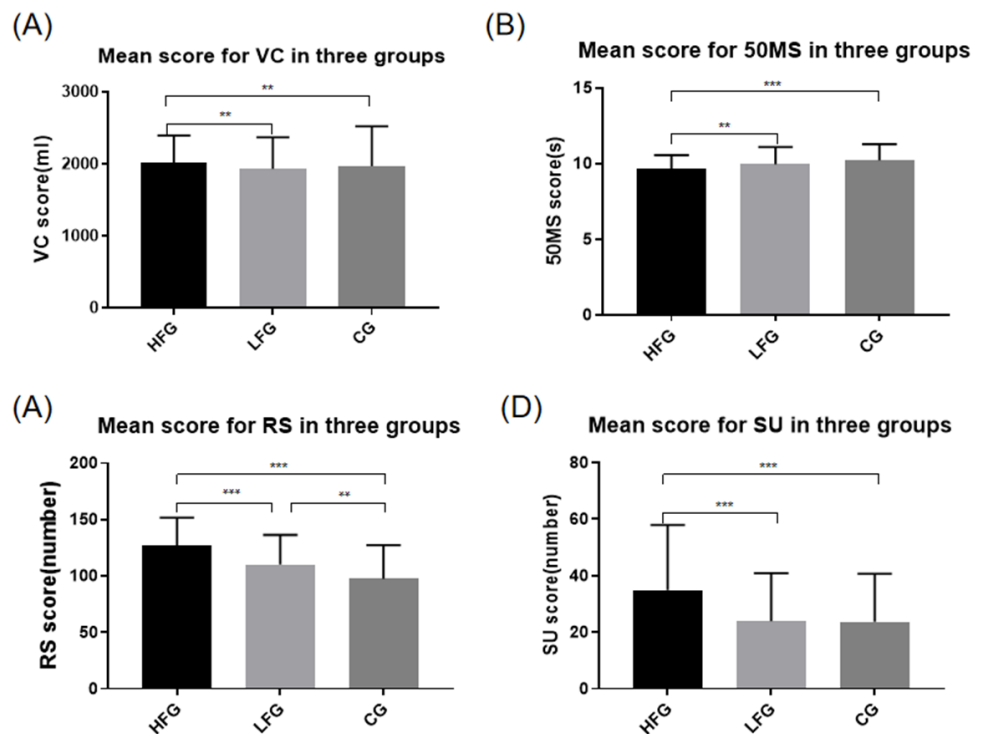 (A)
Mean score for VC in three groups
VC score(ml)
3000
2000
1000
0
**
**
HFG
LFG
CG
(B)
Mean score for 50MS in three groups
50MS score(s)
15
10
5
0
***
**
HFG
LFG
CG
(A)
Mean score for RS in three groups
RS score(number)
200
150
100
50
0
***
***
**
HFG
LFG
CG
(D)
Mean score for SU in three groups
SU score(number)
80
60
40
20
0
***
***
HFG
LFG
CG